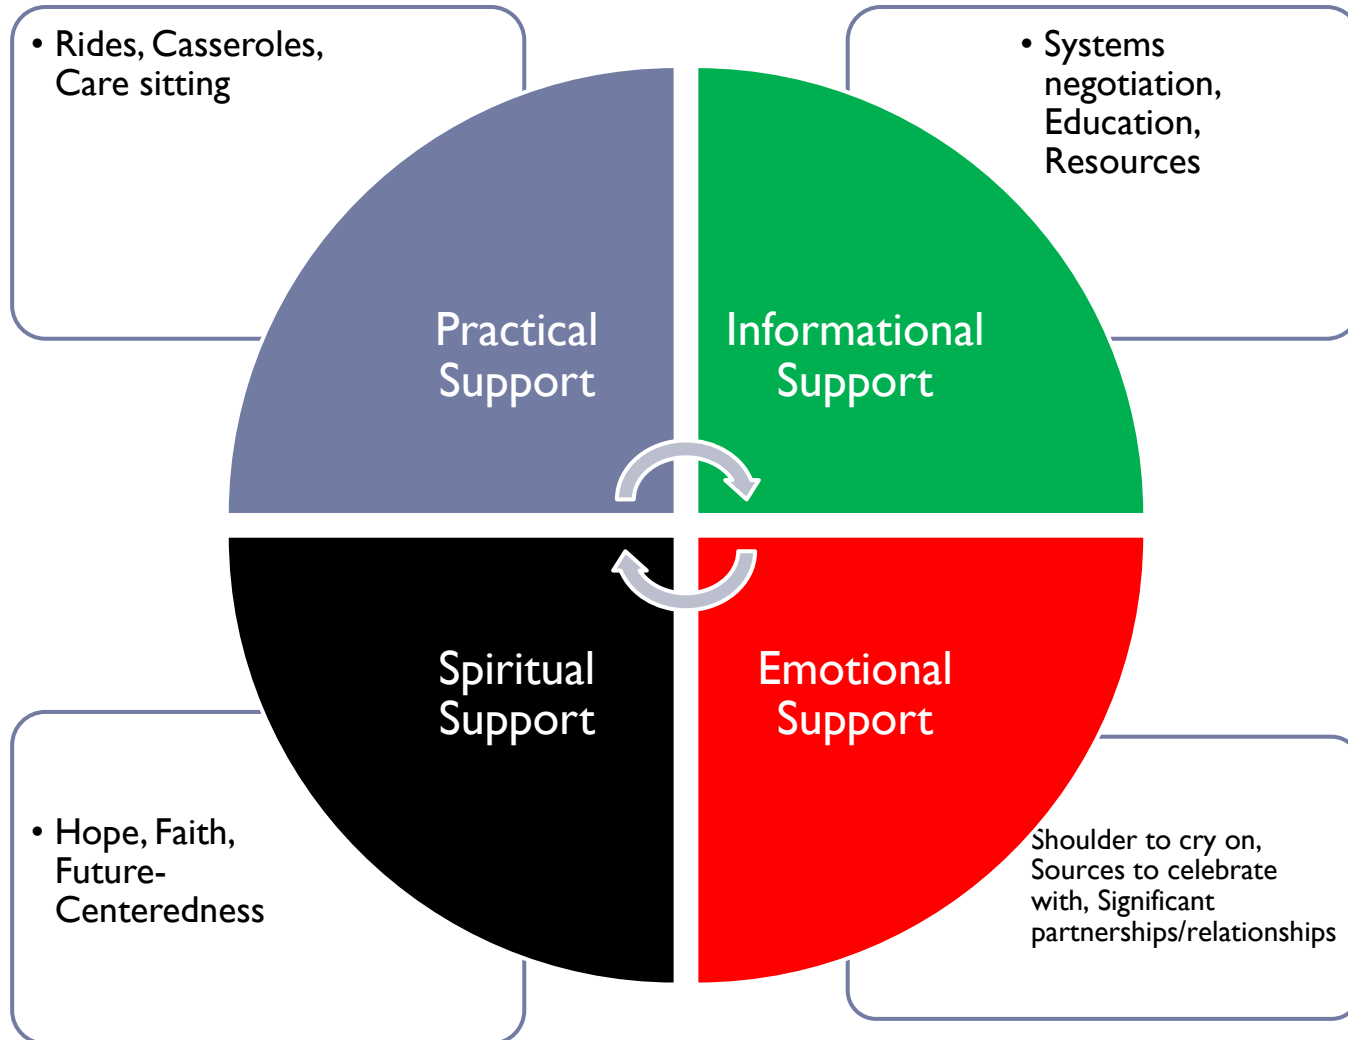 • Rides, Casseroles,
Care sitting
• Systems
negotiation,
Education,
Resources
Practical
Support
Informational
Support
Spiritual
Support
Emotional
Support
• Hope, Faith,
Future-
Centeredness
Shoulder to cry on,
Sources to celebrate
with, Significant
partnerships/relationships